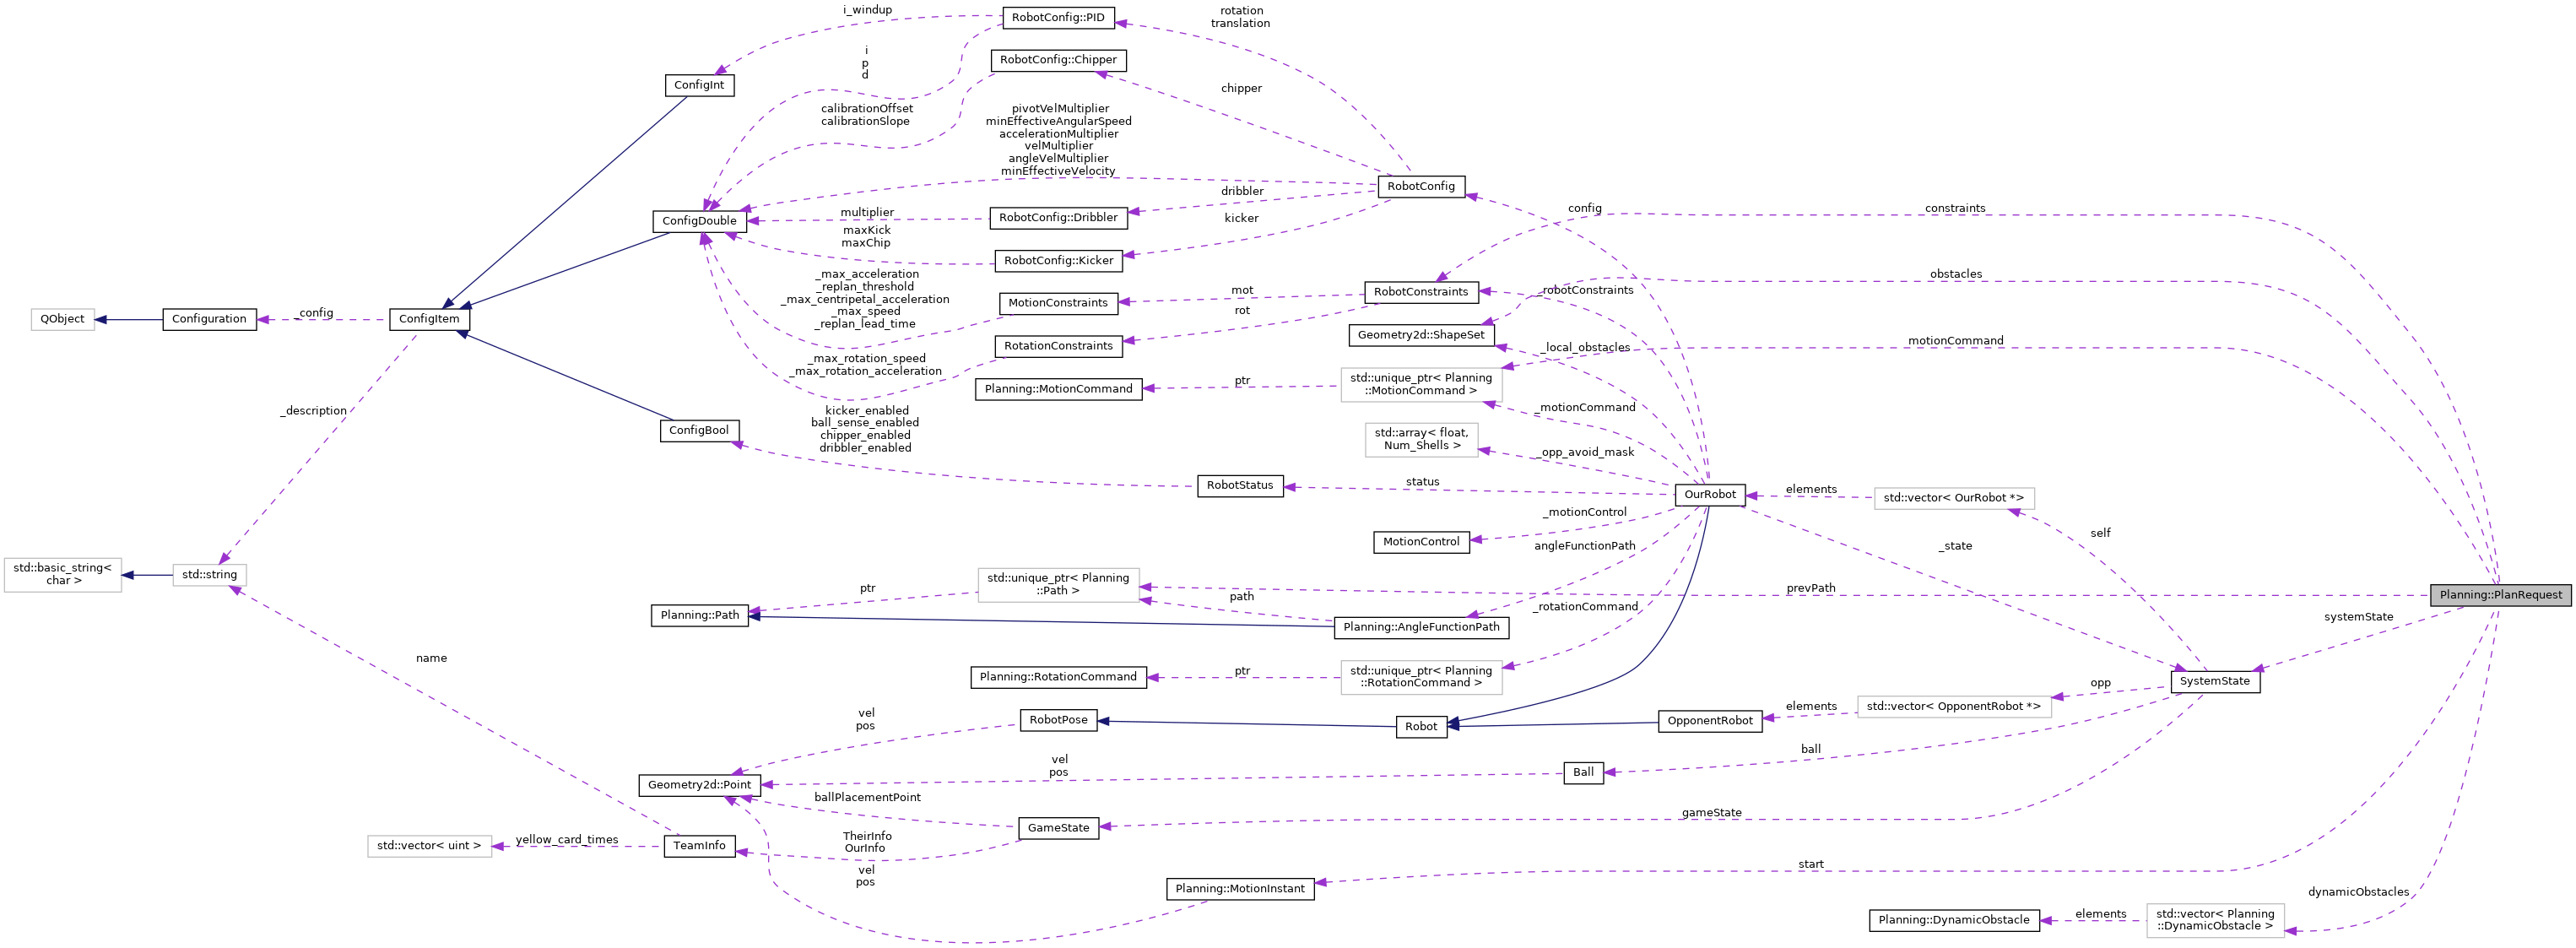 i_windup
RobotConfig::PID
rotation
translation
i
p
d
RobotConfig::Chipper
ConfigInt
chipper
calibrationOffset
calibrationSlope
pivotVelMultiplier
minEffectiveAngularSpeed
accelerationMultiplier
velMultiplier
angleVelMultiplier
minEffectiveVelocity
RobotConfig
dribbler
config
constraints
ConfigDouble
multiplier
RobotConfig::Dribbler
kicker
maxKick
maxChip
RobotConfig::Kicker
_max_acceleration
_replan_threshold
_max_centripetal_acceleration
_max_speed
_replan_lead_time
MotionConstraints
mot
RobotConstraints
_robotConstraints
obstacles
rot
QObject
Configuration
_config
ConfigItem
RotationConstraints
Geometry2d::ShapeSet
_local_obstacles
motionCommand
_max_rotation_speed
_max_rotation_acceleration
Planning::MotionCommand
ptr
std::unique_ptr< Planning
::MotionCommand >
_motionCommand
_description
ConfigBool
kicker_enabled
ball_sense_enabled
chipper_enabled
dribbler_enabled
std::array< float,
Num_Shells >
_opp_avoid_mask
RobotStatus
status
OurRobot
elements
std::vector< OurRobot *>
_motionControl
MotionControl
self
angleFunctionPath
_state
std::basic_string<
char >
std::string
std::unique_ptr< Planning
::Path >
ptr
path
prevPath
Planning::PlanRequest
Planning::Path
Planning::AngleFunctionPath
_rotationCommand
systemState
name
Planning::RotationCommand
ptr
std::unique_ptr< Planning
::RotationCommand >
SystemState
opp
vel
pos
RobotPose
Robot
OpponentRobot
elements
std::vector< OpponentRobot *>
ball
vel
pos
Ball
Geometry2d::Point
ballPlacementPoint
gameState
GameState
TheirInfo
OurInfo
std::vector< uint >
yellow_card_times
TeamInfo
vel
pos
Planning::MotionInstant
start
dynamicObstacles
Planning::DynamicObstacle
elements
std::vector< Planning
::DynamicObstacle >